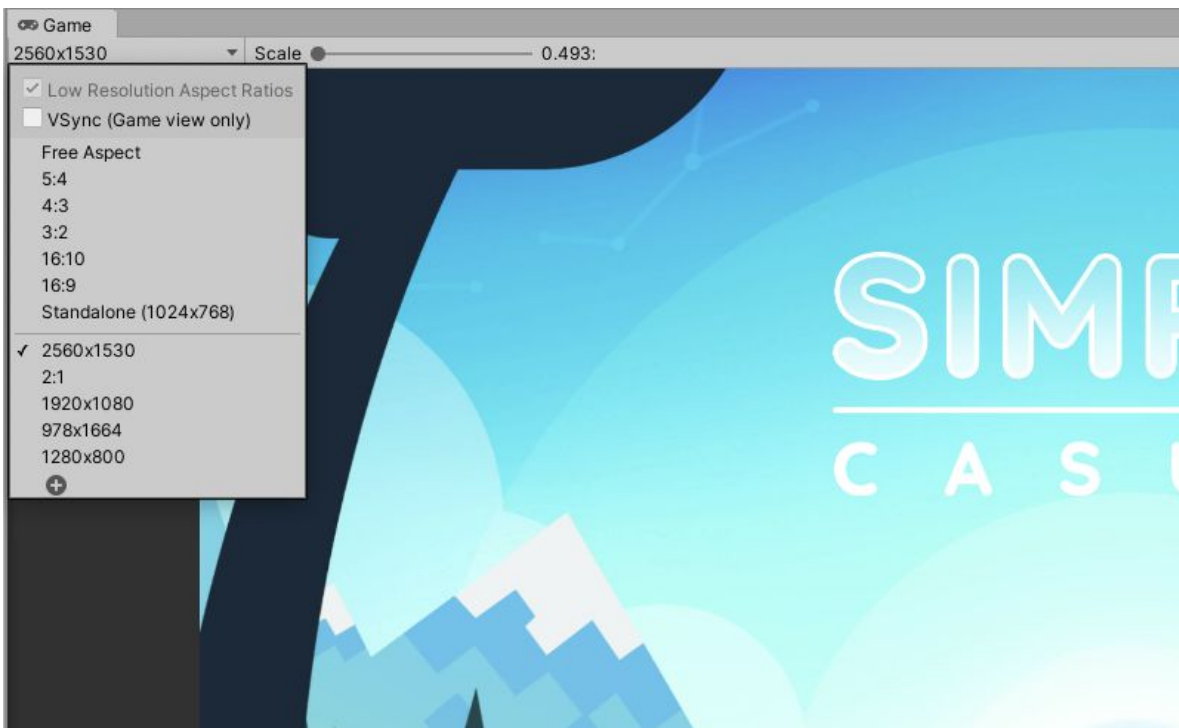 Game
2560x1530 Scale 0.493:
Low Resolution Aspect Ratios
VSync (Game view only)
Free Aspect
5:4
4:3
3:2
16:10
16:9
Standalone (1024x768)
2560x1530
2:1
1920x1080
978x1664
1280x800
SIM
CAS